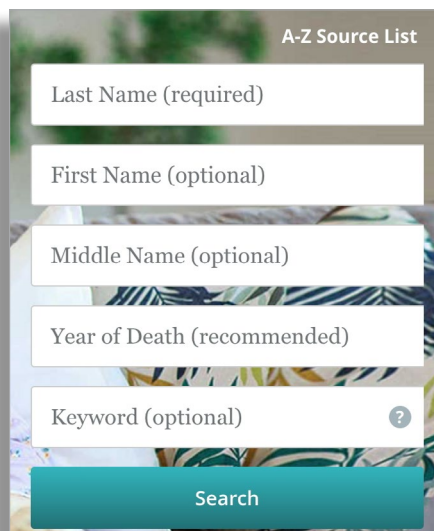 A-Z Source List
Last Name (required)
First Name (optional)
Middle Name (optional)
Year of Death (recommended)
Keyword (optional)
?
Search